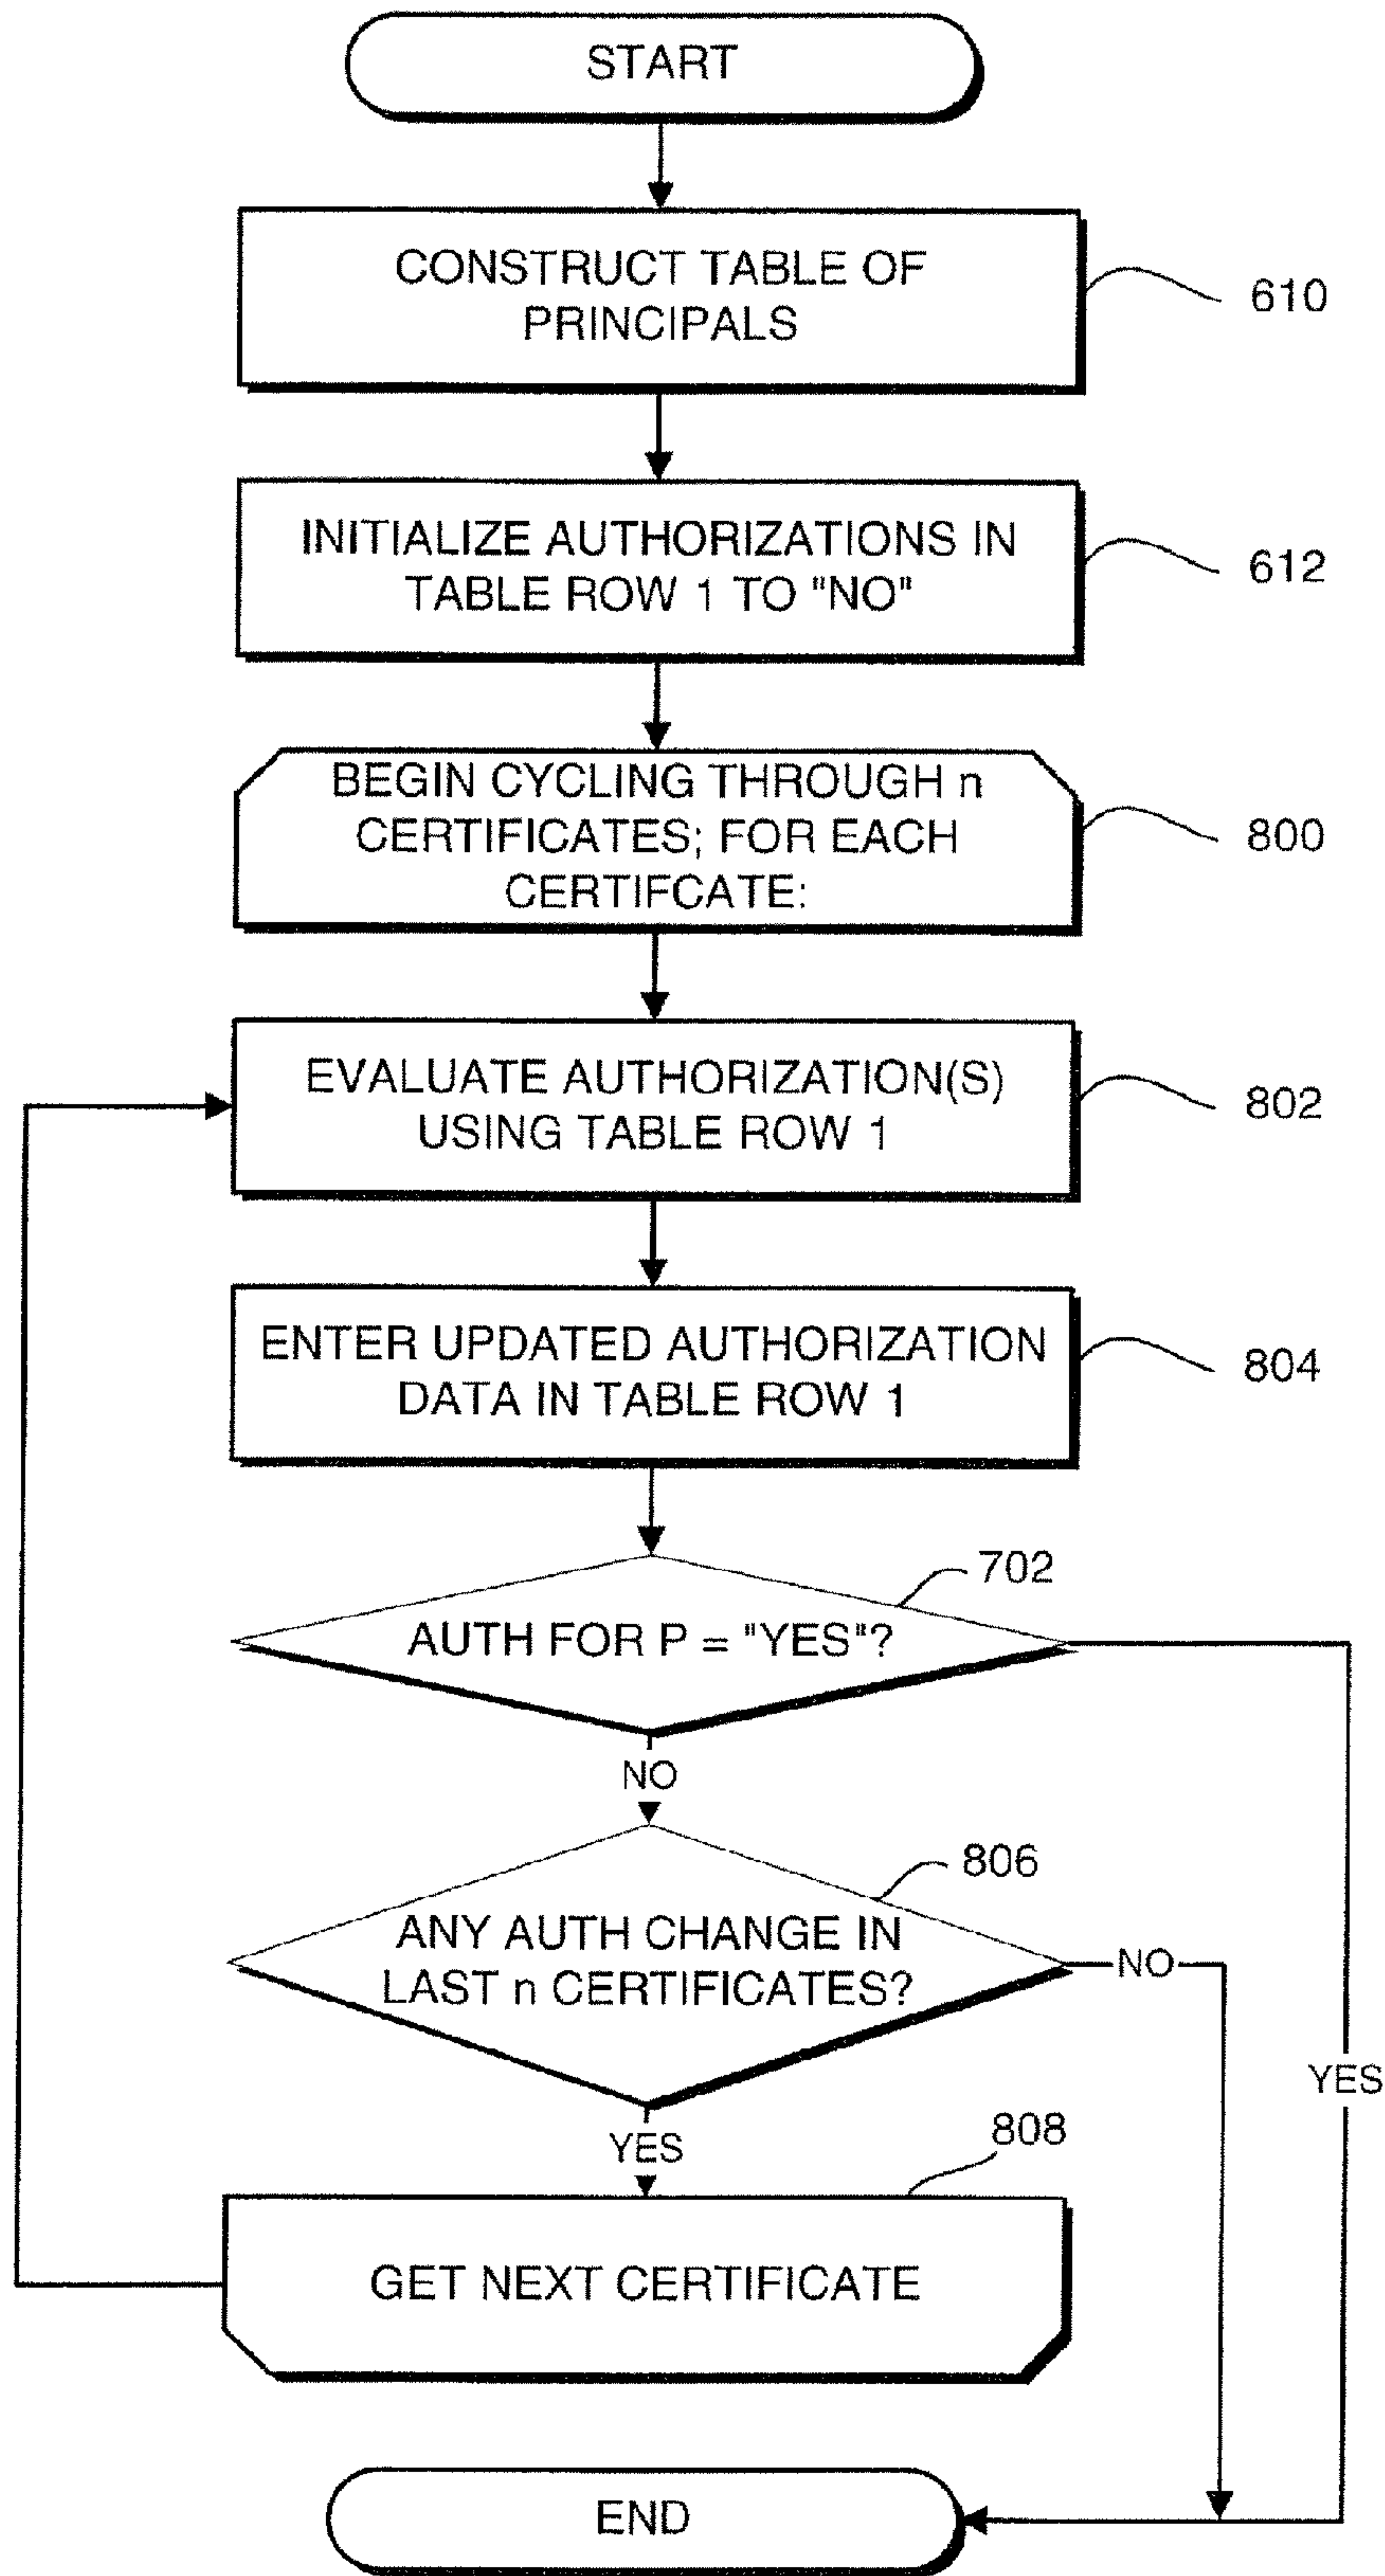 START
CONSTRUCT TABLE OF
PRINCIPALS
610
INITIALIZE AUTHORIZATIONS IN
TABLE ROW 1 TO "NO"
612
BEGIN CYCLING THROUGH n
CERTIFICATES; FOR EACH
CERTIFCATE:
800
EVALUATE AUTHORIZATION(S)
USING TABLE ROW 1
802
ENTER UPDATED AUTHORIZATION
DATA IN TABLE ROW 1
804
702
AUTH FOR P = "YES"?
NO
806
ANY AUTH CHANGE IN
LAST n CERTIFICATES?
NO
YES
YES
808
GET NEXT CERTIFICATE
END